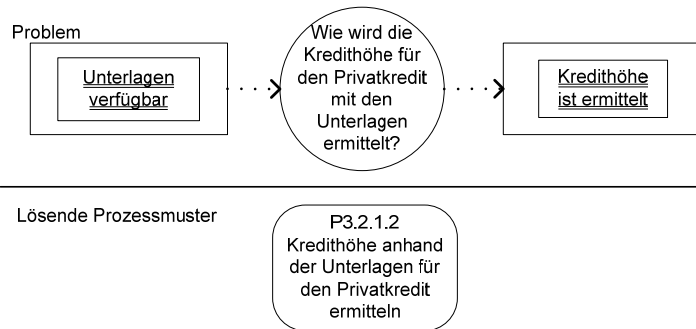 Problem
Unterlagen
verfügbar
Wie wird die
Kredithöhe für
den Privatkredit
mit den
Unterlagen
ermittelt?
Kredithöhe
ist ermittelt
Lösende Prozessmuster
P3.2.1.2
Kredithöhe anhand
der Unterlagen für
den Privatkredit
ermitteln